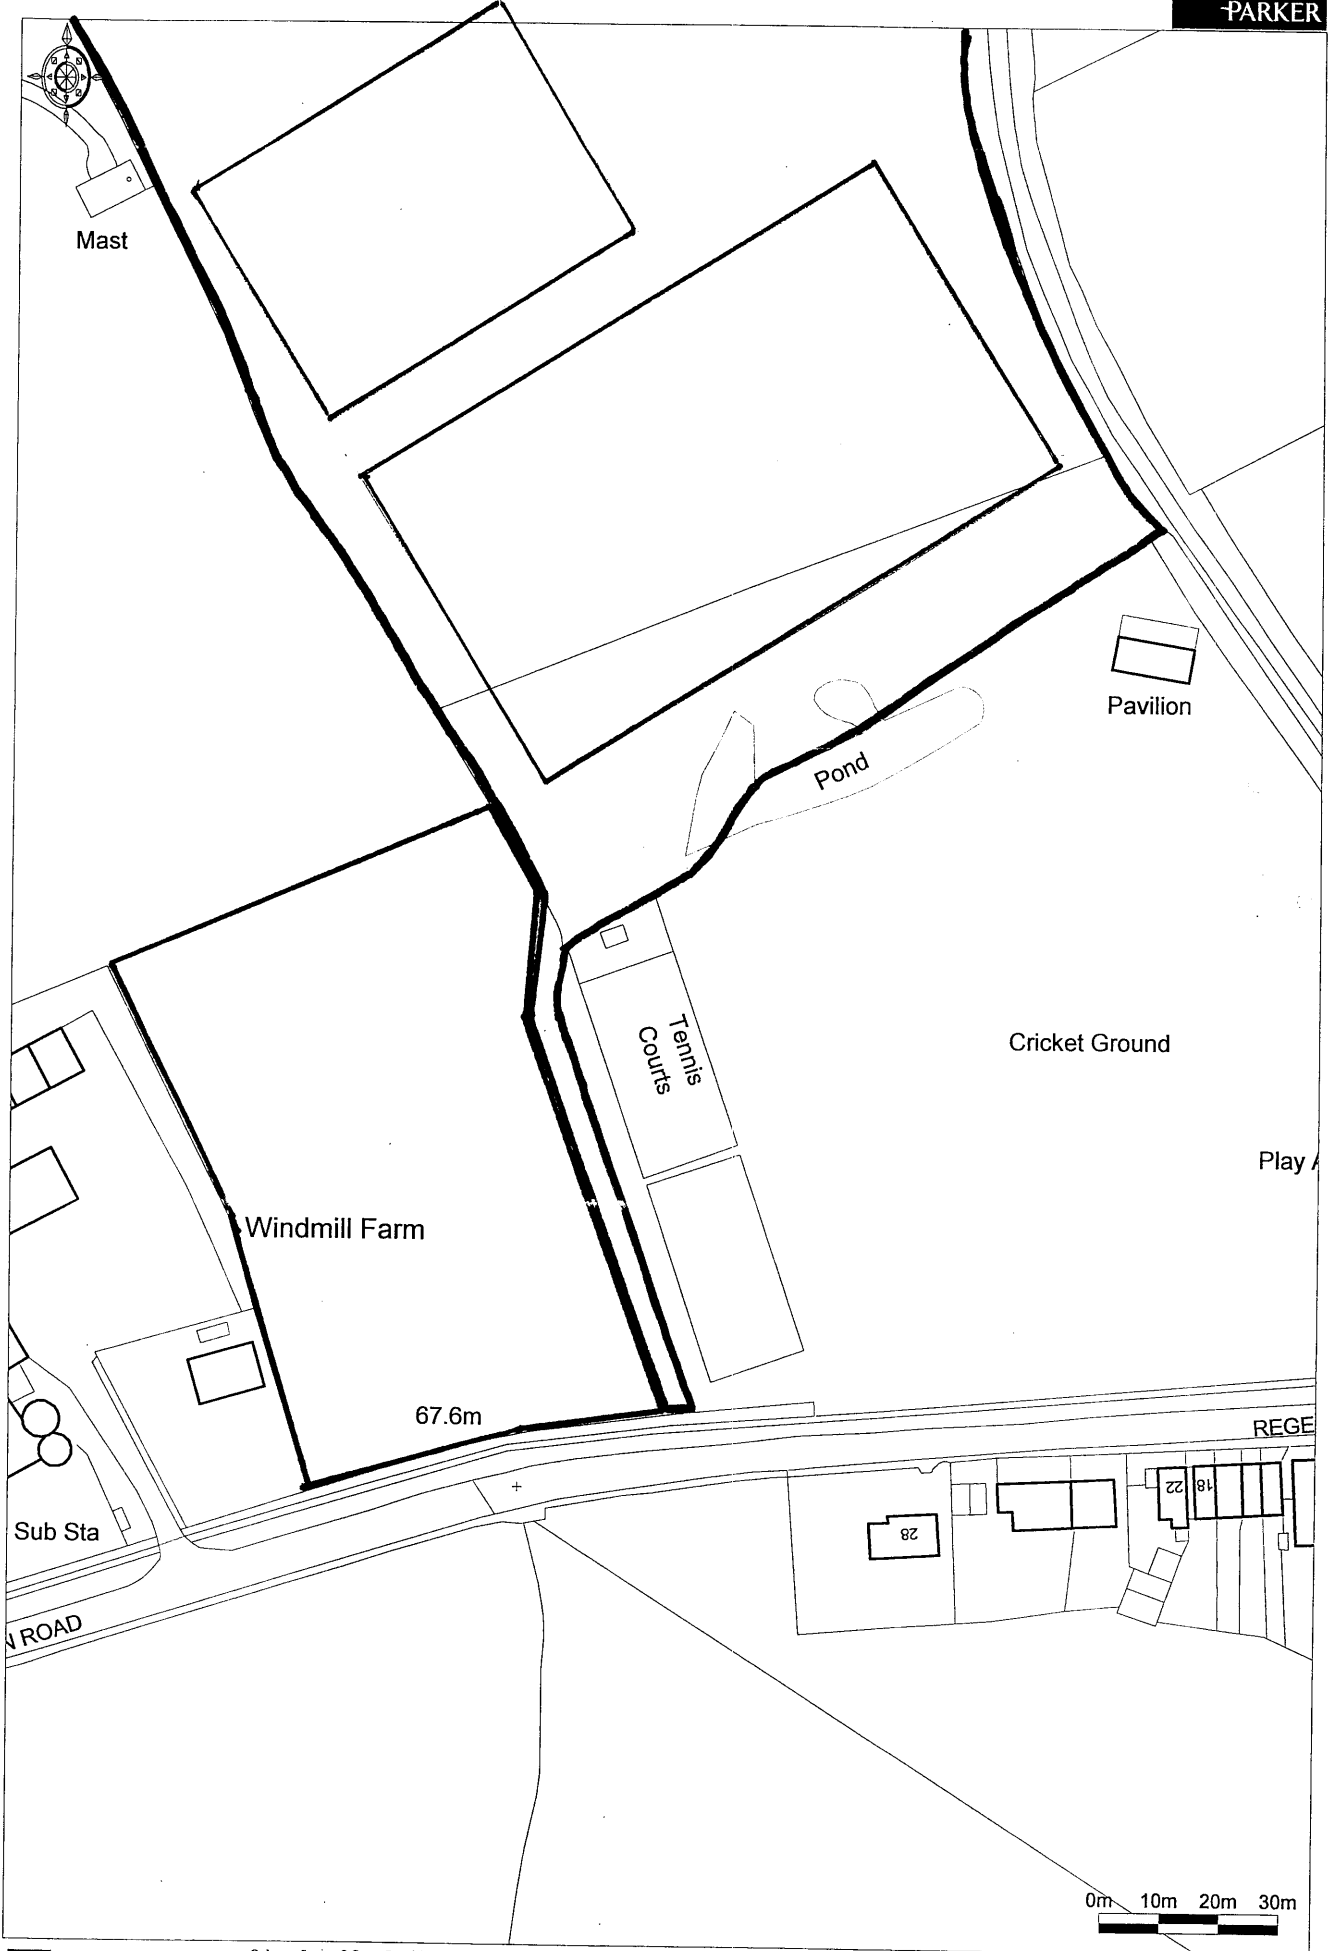 PARKER
Mast
Pavilion
Pond
Tennis
Courts
Cricket Ground
Play
Windmill Farm
67.6m
REGE
22
18
28
Sub Sta
N ROAD
0m 10m 20m 30m